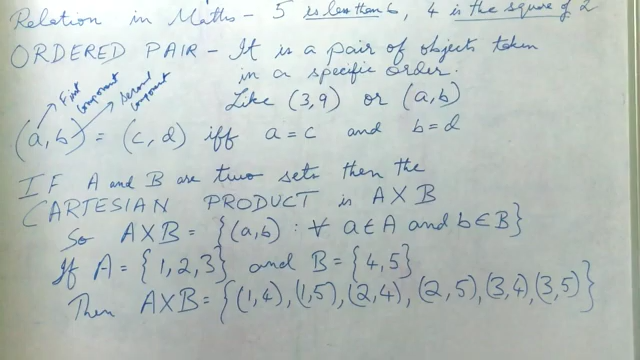 Relation in Maths - 5 is less than 6, 4 is the square of 2
ORDERED PAIR - It is a pair of objects taken
in a specific order.
First component
Second component
Like (3,9) or (a,b)
(a,b) = (c,d) iff a=c and b=d
IF A and B are two sets then the
CARTESIAN PRODUCT is A×B
So A×B = {(a,b) : ∀ a∈A and b∈B}
If A = {1,2,3} and B = {4,5}
Then A×B = {(1,4),(1,5),(2,4),(2,5),(3,4),(3,5)}